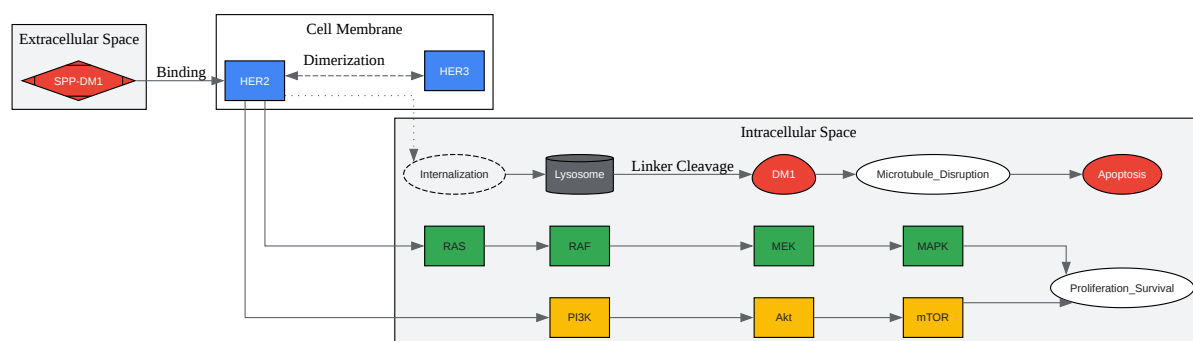 Extracellular Space
SPP-DM1
Binding
Cell Membrane
HER2
Dimerization
HER3
Intracellular Space
Internalization
Lysosome
Linker Cleavage
DM1
Microtubule_Disruption
Apoptosis
RAS
RAF
MEK
MAPK
Proliferation_Survival
PI3K
Akt
mTOR